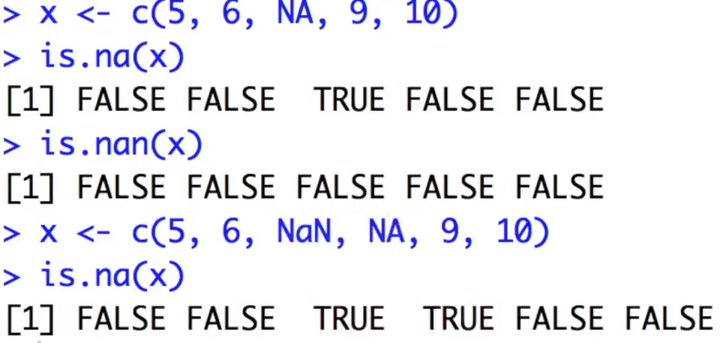 > x <- c(5, 6, NA, 9, 10)
> is.na(x)
[1] FALSE FALSE  TRUE FALSE FALSE
> is.nan(x)
[1] FALSE FALSE FALSE FALSE FALSE
> x <- c(5, 6, NaN, NA, 9, 10)
> is.na(x)
[1] FALSE FALSE  TRUE  TRUE FALSE FALSE